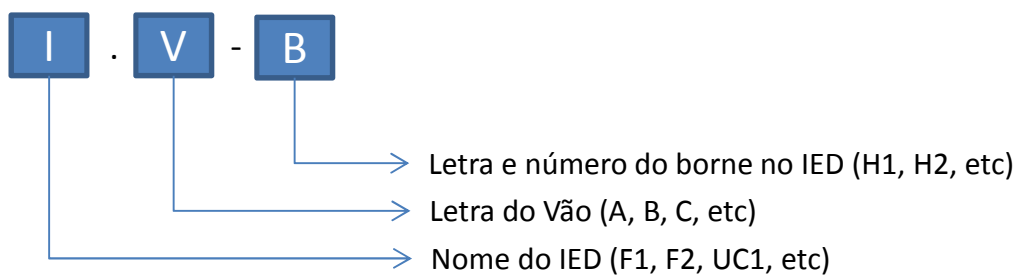 I . V - B
Letra e número do borne no IED (H1, H2, etc)
Letra do Vão (A, B, C, etc)
Nome do IED (F1, F2, UC1, etc)